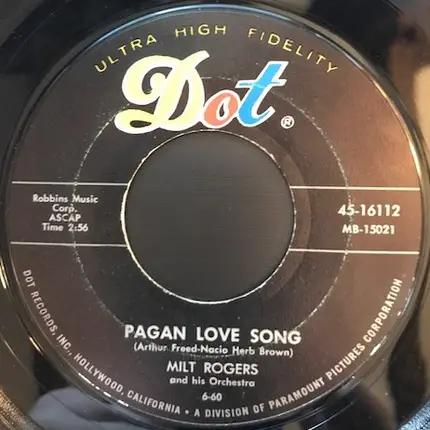 ULTRA HIGH FIDELITY
Dot®
Robbins Music
Corp.
ASCAP
Time 2:56
45-16112
MB-15021
PAGAN LOVE SONG
(Arthur Freed-Nacio Herb Brown)
MILT ROGERS
and his Orchestra
6-60
DOT RECORDS, INC., HOLLYWOOD, CALIFORNIA • A DIVISION OF PARAMOUNT PICTURES CORPORATION